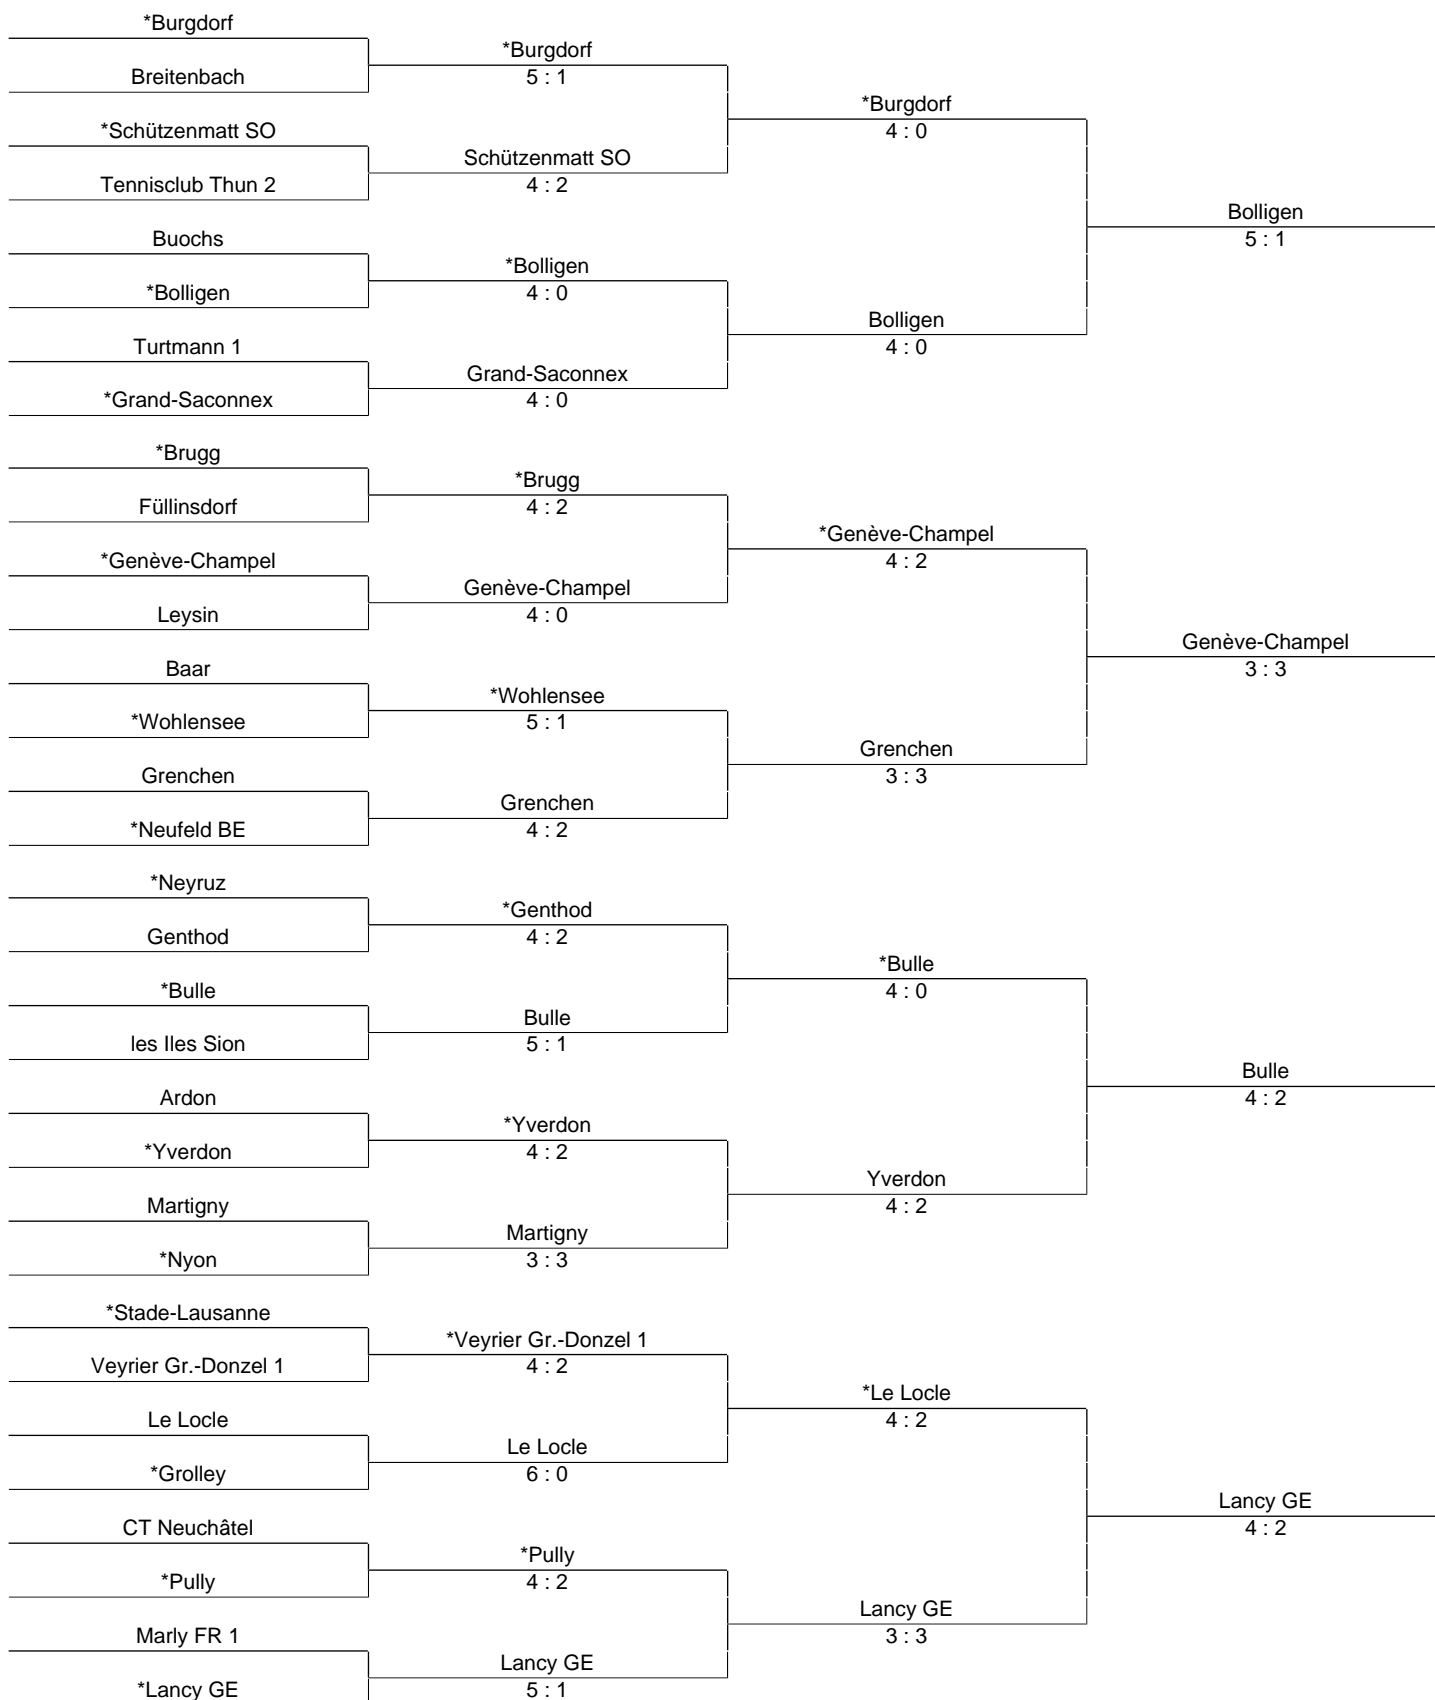 *Burgdorf
Breitenbach
*Schützenmatt SO
Tennisclub Thun 2
Buochs
*Bolligen
Turtmann 1
*Grand-Saconnex
*Brugg
Füllinsdorf
*Genève-Champel
Leysin
Baar
*Wohlensee
Grenchen
*Neufeld BE
*Neyruz
Genthod
*Bulle
les Iles Sion
Ardon
*Yverdon
Martigny
*Nyon
*Stade-Lausanne
Veyrier Gr.-Donzel 1
Le Locle
*Grolley
CT Neuchâtel
*Pully
Marly FR 1
*Lancy GE
*Burgdorf
5 : 1
Schützenmatt SO
4 : 2
*Bolligen
4 : 0
Grand-Saconnex
4 : 0
*Brugg
4 : 2
Genève-Champel
4 : 0
*Wohlensee
5 : 1
Grenchen
4 : 2
*Genthod
4 : 2
Bulle
5 : 1
*Yverdon
4 : 2
Martigny
3 : 3
*Veyrier Gr.-Donzel 1
4 : 2
Le Locle
6 : 0
*Pully
4 : 2
Lancy GE
5 : 1
*Burgdorf
4 : 0
Bolligen
4 : 0
*Genève-Champel
4 : 2
Grenchen
3 : 3
*Bulle
4 : 0
Yverdon
4 : 2
*Le Locle
4 : 2
Lancy GE
3 : 3
Bolligen
5 : 1
Genève-Champel
3 : 3
Bulle
4 : 2
Lancy GE
4 : 2